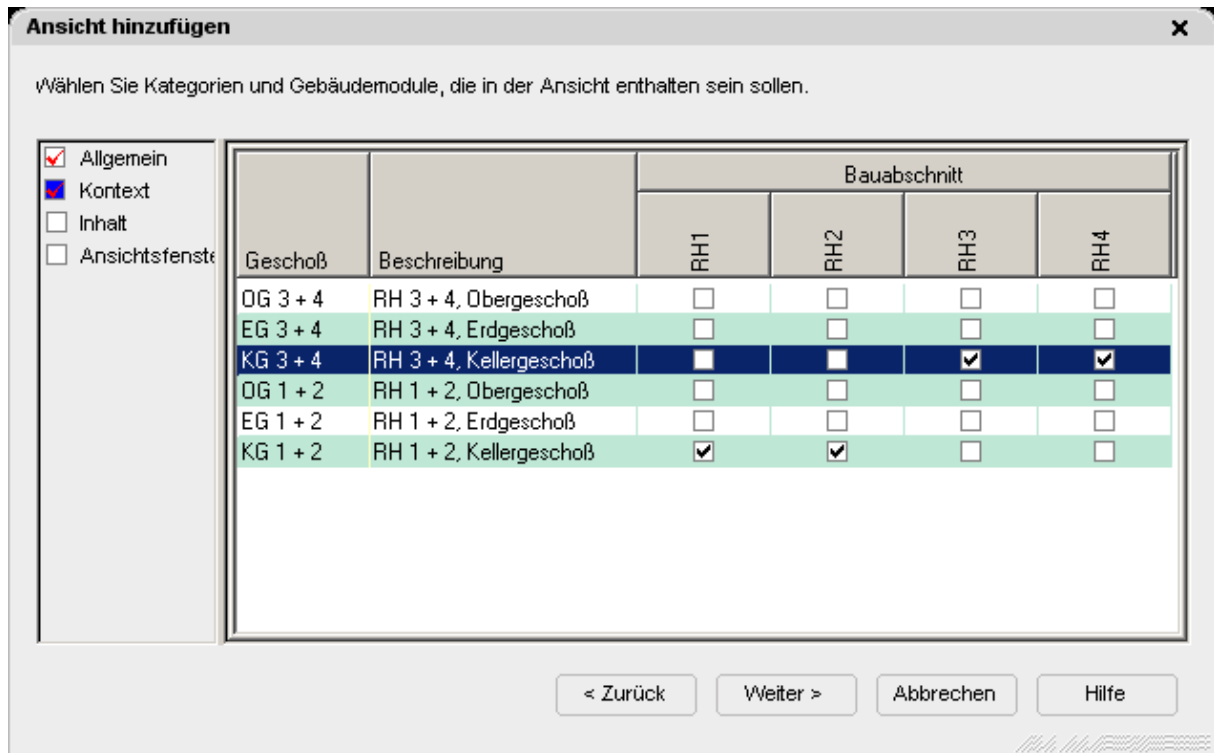 Ansicht hinzufügen
Wählen Sie Kategorien und Gebäudemodule, die in der Ansicht enthalten sein sollen.
Allgemein
Kontext
Inhalt
Ansichtsfenste
Bauabschnitt
Geschoß Beschreibung RH1 RH2 RH3 RH4
OG 3 + 4 RH 3 + 4, Obergeschoß
EG 3 + 4 RH 3 + 4, Erdgeschoß
KG 3 + 4 RH 3 + 4, Kellergeschoß
OG 1 + 2 RH 1 + 2, Obergeschoß
EG 1 + 2 RH 1 + 2, Erdgeschoß
KG 1 + 2 RH 1 + 2, Kellergeschoß
< Zurück Weiter > Abbrechen Hilfe